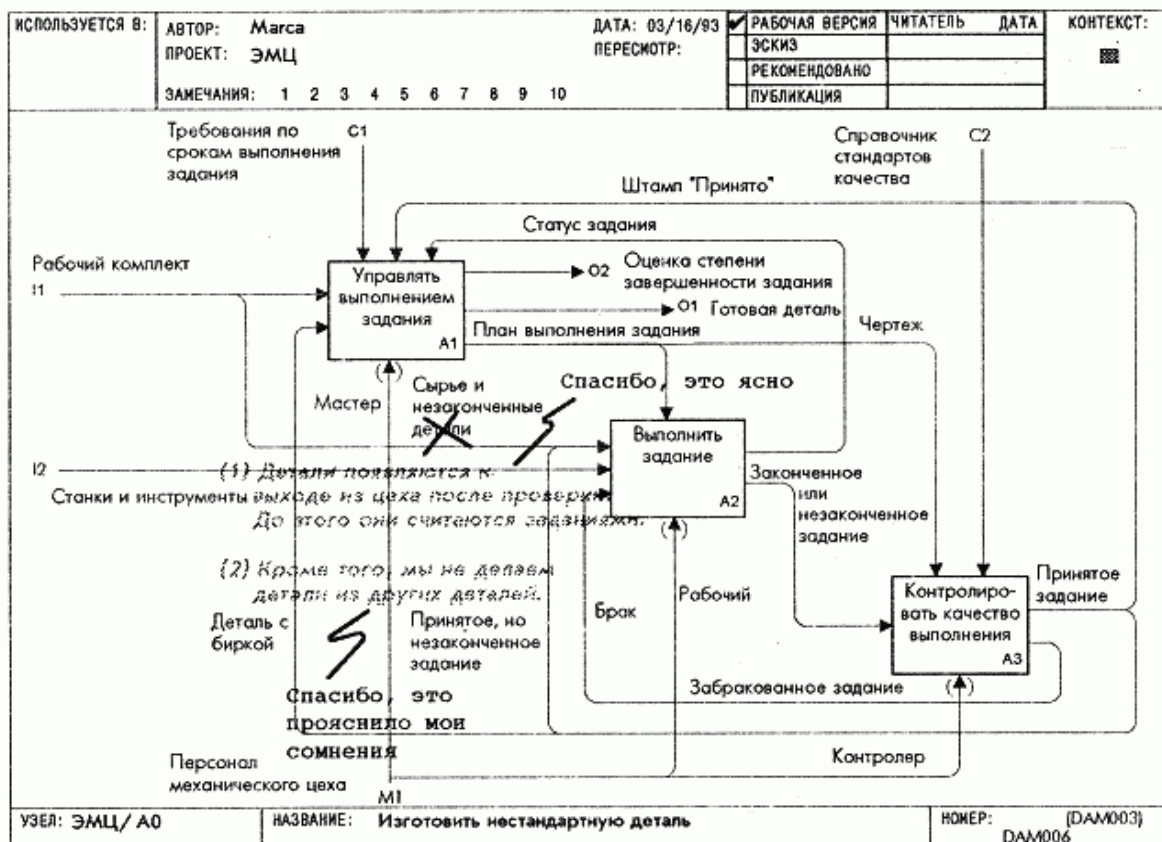 ИСПОЛЬЗУЕТСЯ В:
АВТОР: Marca
ПРОЕКТ: ЭМЦ
ДАТА: 03/16/93
ПЕРЕСМОТР:
ЗАМЕЧАНИЯ: 1 2 3 4 5 6 7 8 9 10
РАБОЧАЯ ВЕРСИЯ
ЭСКИЗ
РЕКОМЕНДОВАНО
ПУБЛИКАЦИЯ
ЧИТАТЕЛЬ ДАТА
КОНТЕКСТ:
Требования по
срокам выполнения
задания
C1
Справочник
стандартов
качества
C2
Штамп "Принято"
Статус задания
Рабочий комплект
I1
Управлять
выполнением
задания
A1
O2 Оценка степени
завершенности задания
O1 Готовая деталь
План выполнения задания
Чертеж
Мастер
Сырье и
незаконченные
детали
Спасибо, это ясно
Выполнить
задание
A2
I2
Станки и инструменты
(1) Детали появляются к
выходе из цеха после проверки.
До этого они считаются заданиями.
(2) Кроме того, мы не делаем
детали из других деталей.
Законченное
или
незаконченное
задание
Деталь с
биркой
Принятое, но
незаконченное
задание
Брак
Рабочий
Контролиро-
вать качество
выполнения
A3
Принятое
задание
Спасибо, это
прояснило мои
сомнения
Забракованное задание
Контролер
Персонал
механического цеха
M1
УЗЕЛ: ЭМЦ/A0
НАЗВАНИЕ: Изготовить нестандартную деталь
НОМЕР: (DAM003)
DAM006